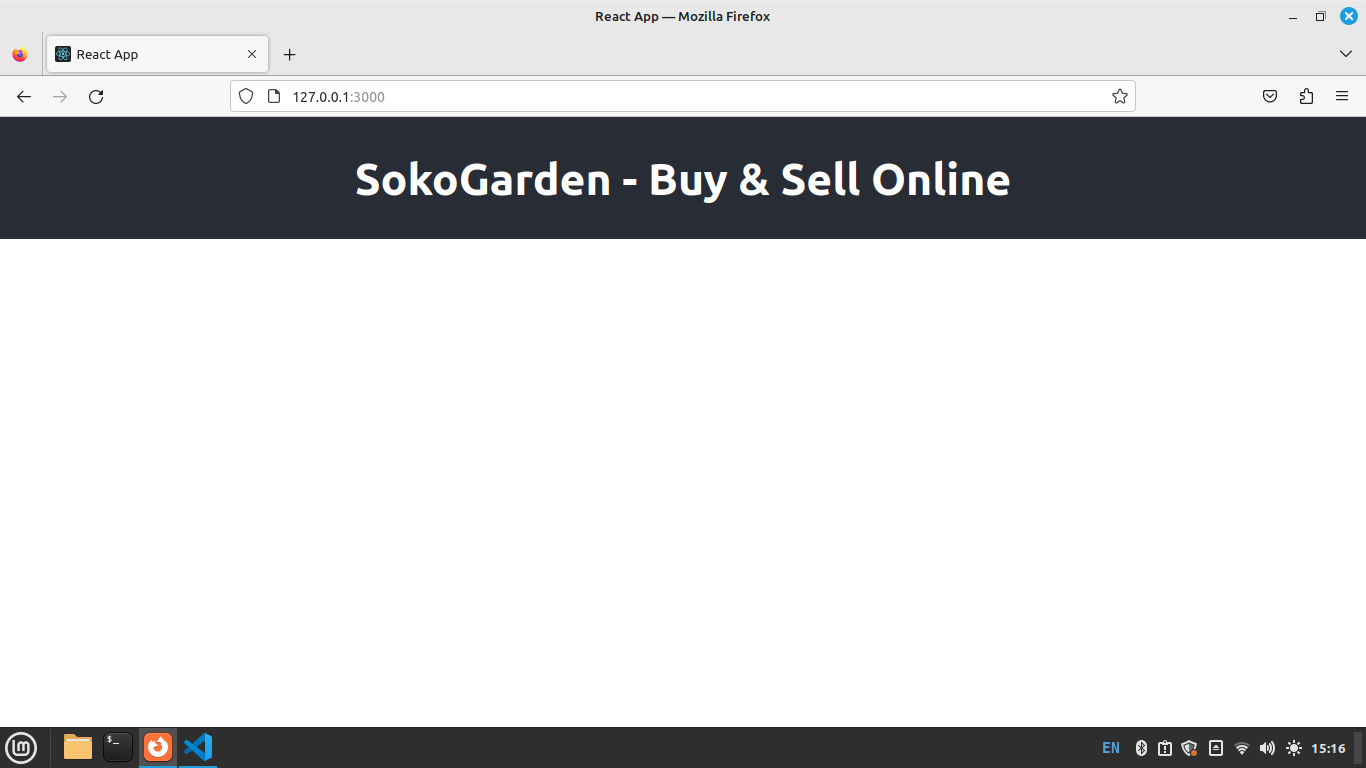 React App — Mozilla Firefox
React App
127.0.0.1:3000
SokoGarden - Buy & Sell Online
$_
EN
15:16